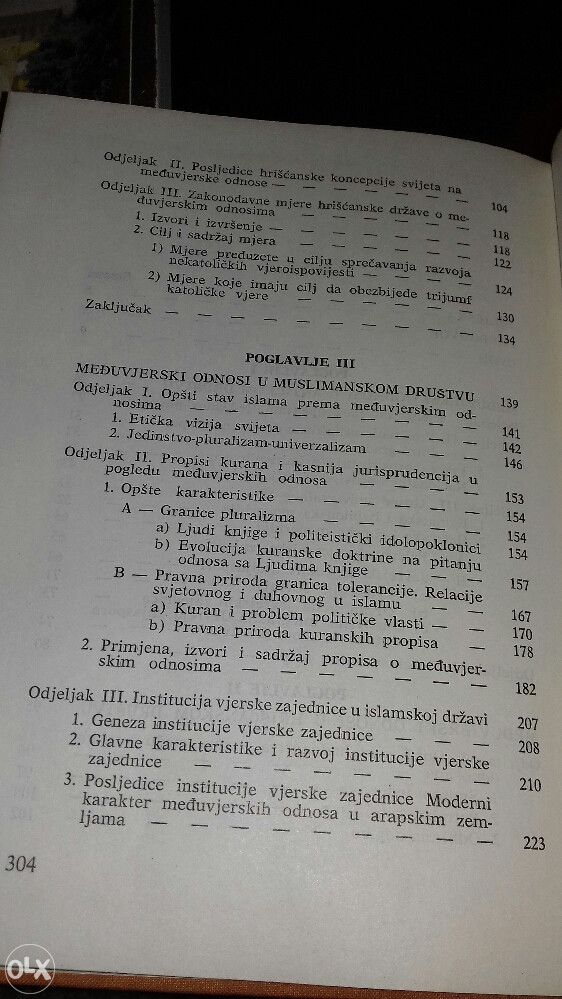 Odjeljak II. Posljedice hrišćanske koncepcije svijeta na
međuvjerske odnose — — — — — — — 104
Odjeljak III. Zakonodavne mjere hrišćanske države o me-
đuvjerskim odnosima — — — — — — 118
1. Izvori i izvršenje — — — — — — — 118
2. Cilj i sadržaj mjera — — — — — — 122
1) Mjere preduzete u cilju sprečavanja razvoja
nekatoličkih vjeroispovijesti — — — — 124
2) Mjere koje imaju cilj da obezbijede trijumf
katoličke vjere — — — — — — — 130
Zaključak — — — — — — — — — 134
POGLAVLJE III
MEĐUVJERSKI ODNOSI U MUSLIMANSKOM DRUSTVU 139
Odjeljak I. Opšti stav islama prema međuvjerskim od-
nosima — — — — — — — — — 141
1. Etička vizija svijeta — — — — — — 142
2. Jedinstvo-pluralizam-univerzalizam — — — 146
Odjeljak II. Propisi kurana i kasnija jurisprudencija u
pogledu međuvjerskih odnosa — — — — 153
1. Opšte karakteristike — — — — — — 154
A — Granice pluralizma — — — — — 154
a) Ljudi knjige i politeistički idolopoklonici 154
b) Evolucija kuranske doktrine na pitanju
odnosa sa Ljudima knjige — — — 157
B — Pravna priroda granica tolerancije. Relacije
svjetovnog i duhovnog u islamu — — 167
a) Kuran i problem političke vlasti — — 170
b) Pravna priroda kuranskih propisa — 178
2. Primjena, izvori i sadržaj propisa o međuvjer-
skim odnosima — — — — — — — 182
Odjeljak III. Institucija vjerske zajednice u islamskoj državi 207
1. Geneza institucije vjerske zajednice — — — 208
2. Glavne karakteristike i razvoj institucije vjerske
zajednice — — — — — — — — 210
3. Posljedice institucije vjerske zajednice Moderni
karakter međuvjerskih odnosa u arapskim zem-
ljama — — — — — — — — — 223
304
OLX